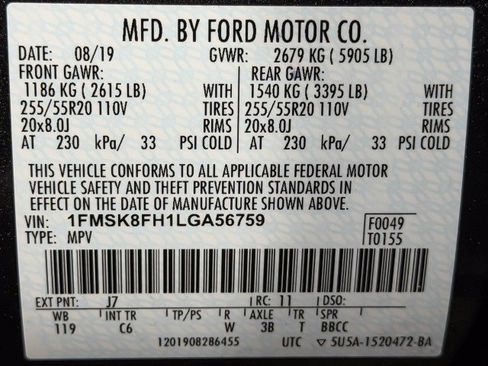 MFD. BY FORD MOTOR CO.
DATE: 08/19 GVWR: 2679 KG ( 5905 LB)
FRONT GAWR: REAR GAWR:
1186 KG ( 2615 LB) WITH 1540 KG ( 3395 LB) WITH
255/55R20 110V TIRES 255/55R20 110V TIRES
20x8.0J RIMS 20x8.0J RIMS
AT 230 kPa/ 33 PSI COLD AT 230 kPa/ 33 PSI COLD
THIS VEHICLE CONFORMS TO ALL APPLICABLE FEDERAL MOTOR
VEHICLE SAFETY AND THEFT PREVENTION STANDARDS IN
EFFECT ON THE DATE OF MANUFACTURE SHOWN ABOVE.
VIN: 1FMSK8FH1LGA56759 F0049
TYPE: MPV T0155
EXT PNT: J7 RC: 11 DSO:
WB INT TR TP/PS R AXLE TR SPR
119 C6 W 3B T BBCC
1201908286455 UTC ▽ 5U5A-1520472-BA